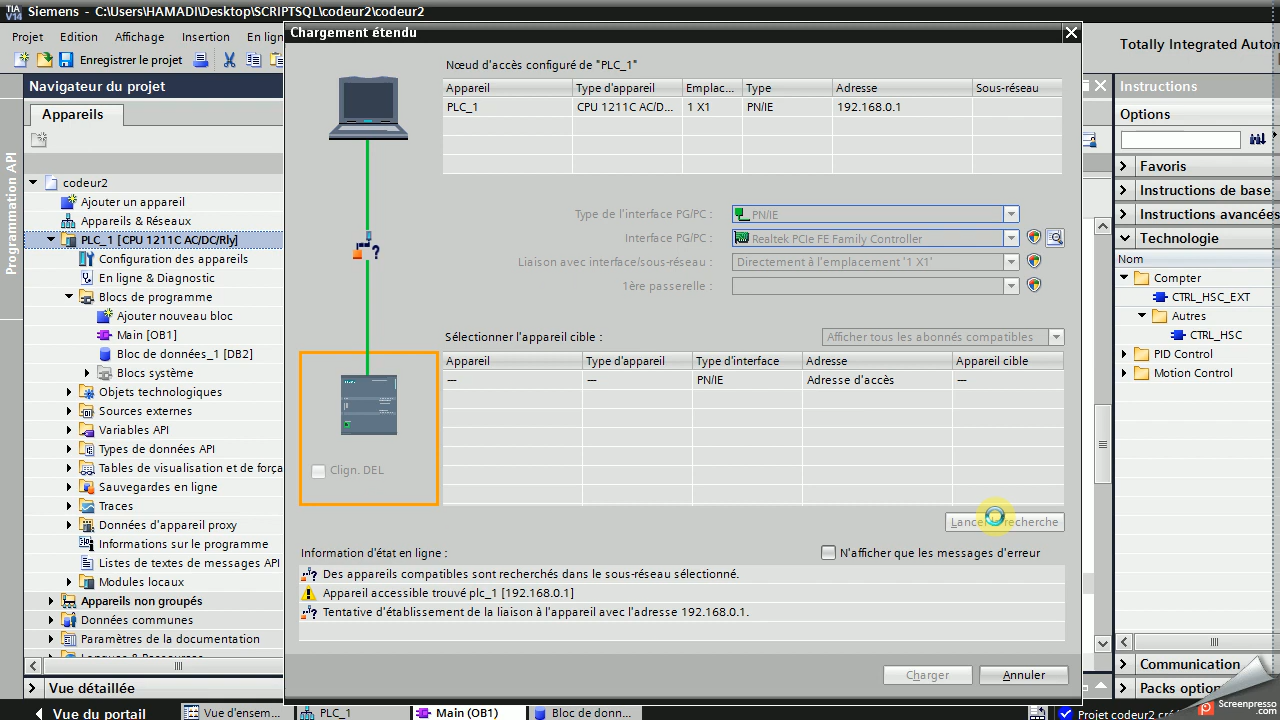 TIA
V14
Siemens - C:\Users\HAMADI\Desktop\SCRIPTSQL\codeur2\codeur2
Projet Edition Affichage Insertion En lign
Enregistrer le projet
Totally Integrated Autom
Programmation API
Navigateur du projet
Appareils
codeur2
Ajouter un appareil
Appareils & Réseaux
PLC_1 [CPU 1211C AC/DC/Rly]
Configuration des appareils
En ligne & Diagnostic
Blocs de programme
Ajouter nouveau bloc
Main [OB1]
Bloc de données_1 [DB2]
Blocs système
Objets technologiques
Sources externes
Variables API
Types de données API
Tables de visualisation et de força
Sauvegardes en ligne
Traces
Données d'appareil proxy
Informations sur le programme
Listes de textes de messages API
Modules locaux
Appareils non groupés
Données communes
Paramètres de la documentation
Langues & Ressources
Vue détaillée
Chargement étendu
Nœud d'accès configuré de "PLC_1"
Appareil Type d'appareil Emplac... Type Adresse Sous-réseau
PLC_1 CPU 1211C AC/D... 1 X1 PN/IE 192.168.0.1
Type de l'interface PG/PC : PN/IE
Interface PG/PC : Realtek PCIe FE Family Controller
Liaison avec interface/sous-réseau : Directement à l'emplacement '1 X1'
1ère passerelle :
Sélectionner l'appareil cible : Afficher tous les abonnés compatibles
Appareil Type d'appareil Type d'interface Adresse Appareil cible
— — PN/IE Adresse d'accès —
Clign. DEL
Lancer la recherche
Information d'état en ligne : N'afficher que les messages d'erreur
Des appareils compatibles sont recherchés dans le sous-réseau sélectionné.
Appareil accessible trouvé plc_1 [192.168.0.1]
Tentative d'établissement de la liaison à l'appareil avec l'adresse 192.168.0.1.
Charger Annuler
Instructions
Options
Favoris
Instructions de base
Instructions avancées
Technologie
Nom
Compter
CTRL_HSC_EXT
Autres
CTRL_HSC
PID Control
Motion Control
Communication
Packs option
Vue du portail Vue d'ensem... PLC_1 Main (OB1) Bloc de donn... Projet codeur2 cré
Screenpresso
.com